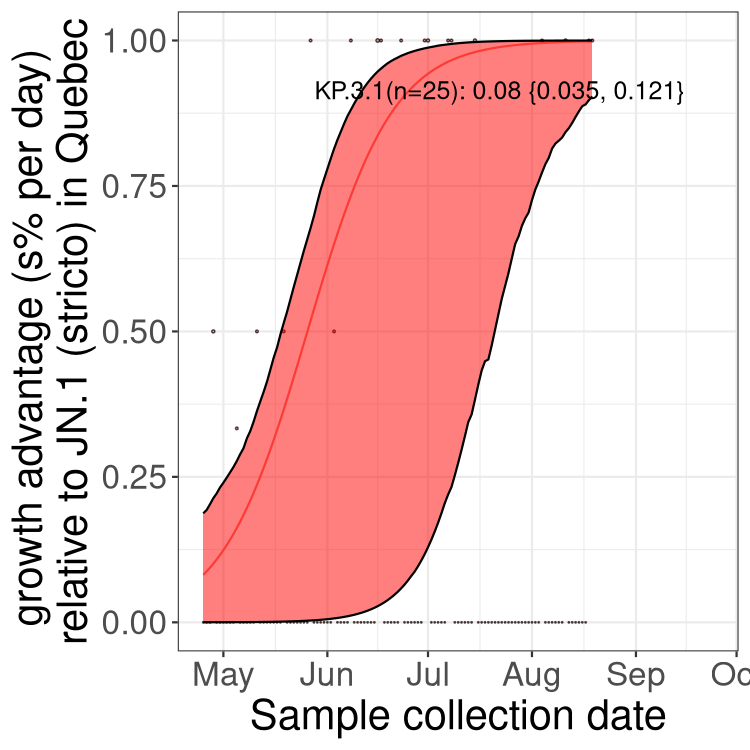 growth advantage (s% per day)
relative to JN.1 (stricto) in Quebec
1.00
0.75
0.50
0.25
0.00
KP.3.1(n=25): 0.08 {0.035, 0.121}
May Jun Jul Aug Sep Oc
Sample collection date